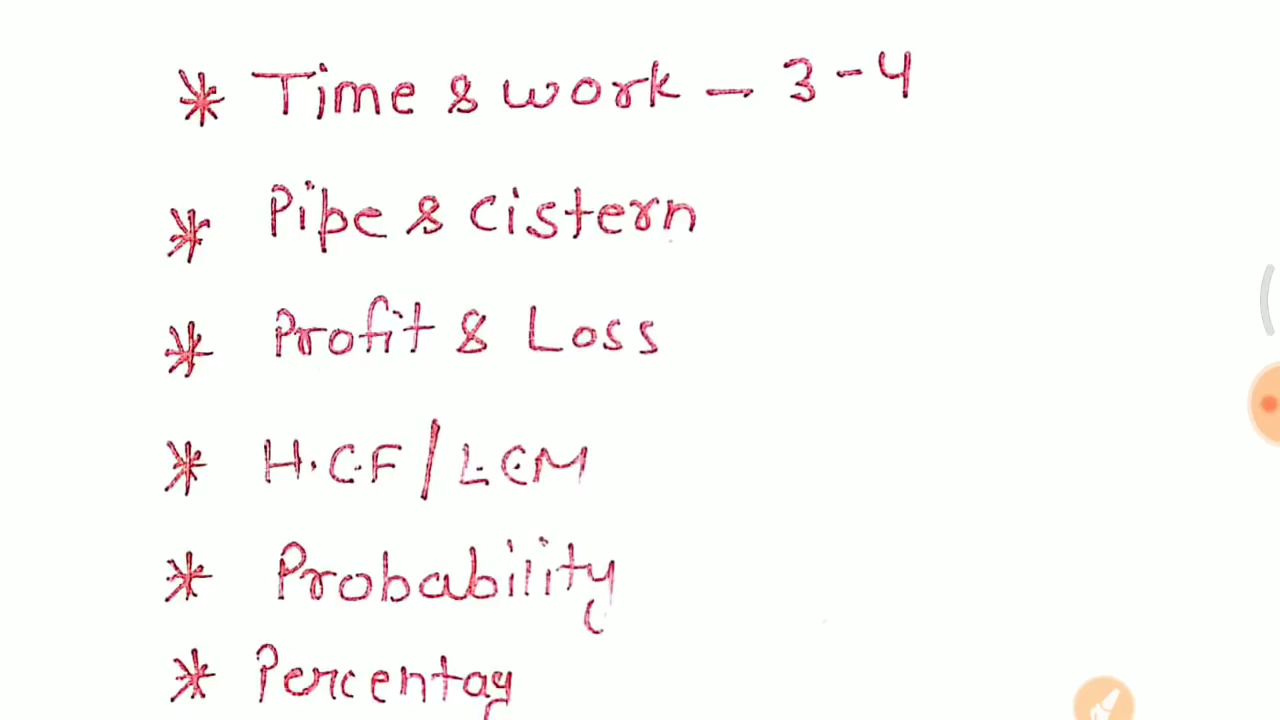 * Time & work - 3-4
* Pipe & cistern
* Profit & Loss
* H.C.F/L.C.M
* Probability
* Percentag